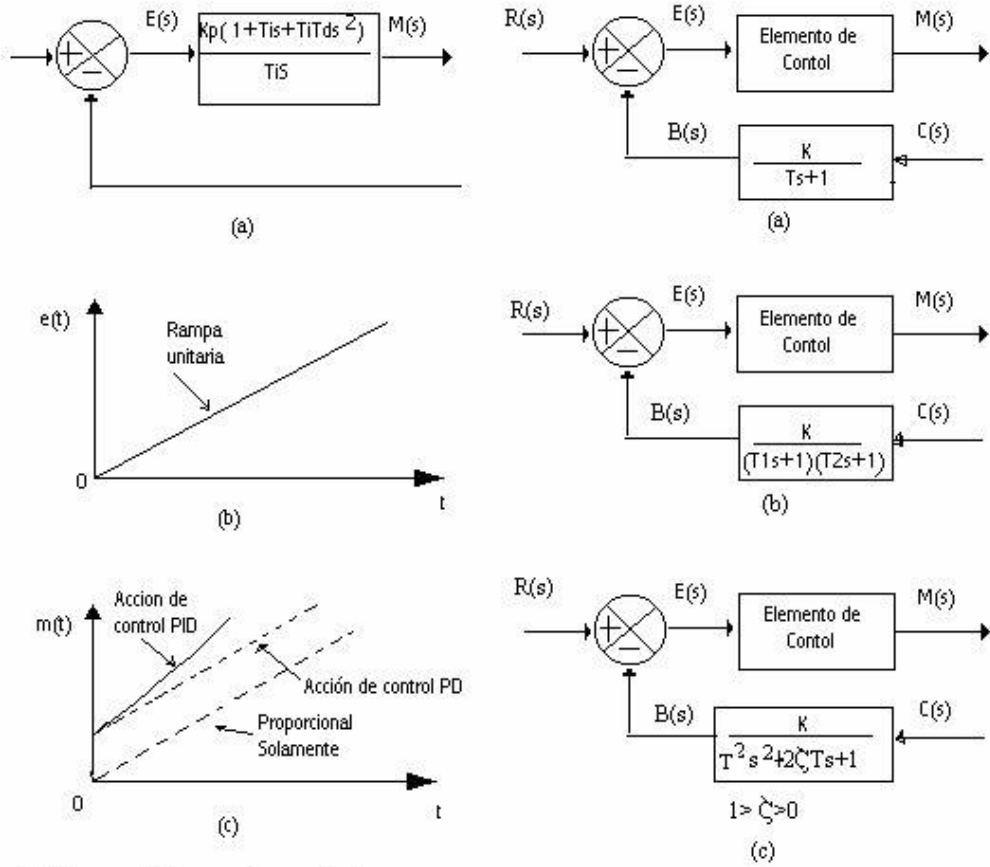 E(s)
Kp( 1+Tis+TiTds 2)
TiS
M(s)
+
−
(a)
e(t)
Rampa
unitaria
0
t
(b)
m(t)
Accion de
control PID
Acción de control PD
Proporcional
Solamente
0
t
(c)
R(s)
+
−
E(s)
Elemento de
Contol
M(s)
B(s)
K
Ts+1
C(s)
(a)
R(s)
+
−
E(s)
Elemento de
Contol
M(s)
B(s)
K
(T1s+1)(T2s+1)
C(s)
(b)
R(s)
+
−
E(s)
Elemento de
Contol
M(s)
B(s)
K
T2s2+2ζTs+1
C(s)
1>ζ>0
(c)